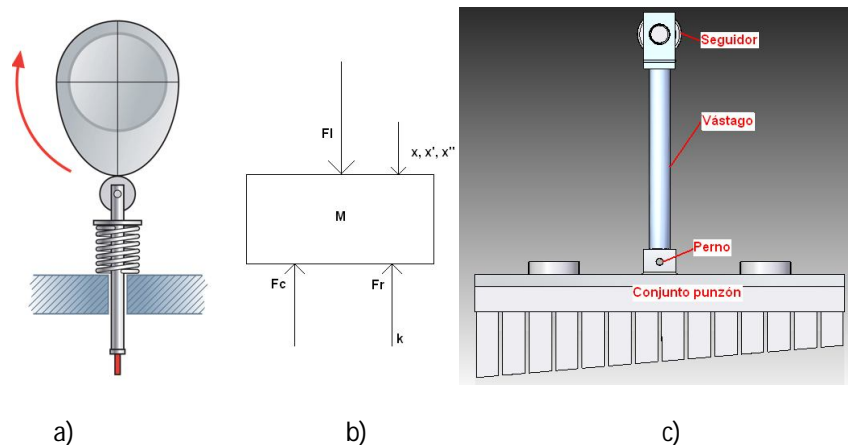 Fl
x, x', x"
M
Fc
Fr
k
Seguidor
Vástago
Perno
Conjunto punzón
a)
b)
c)